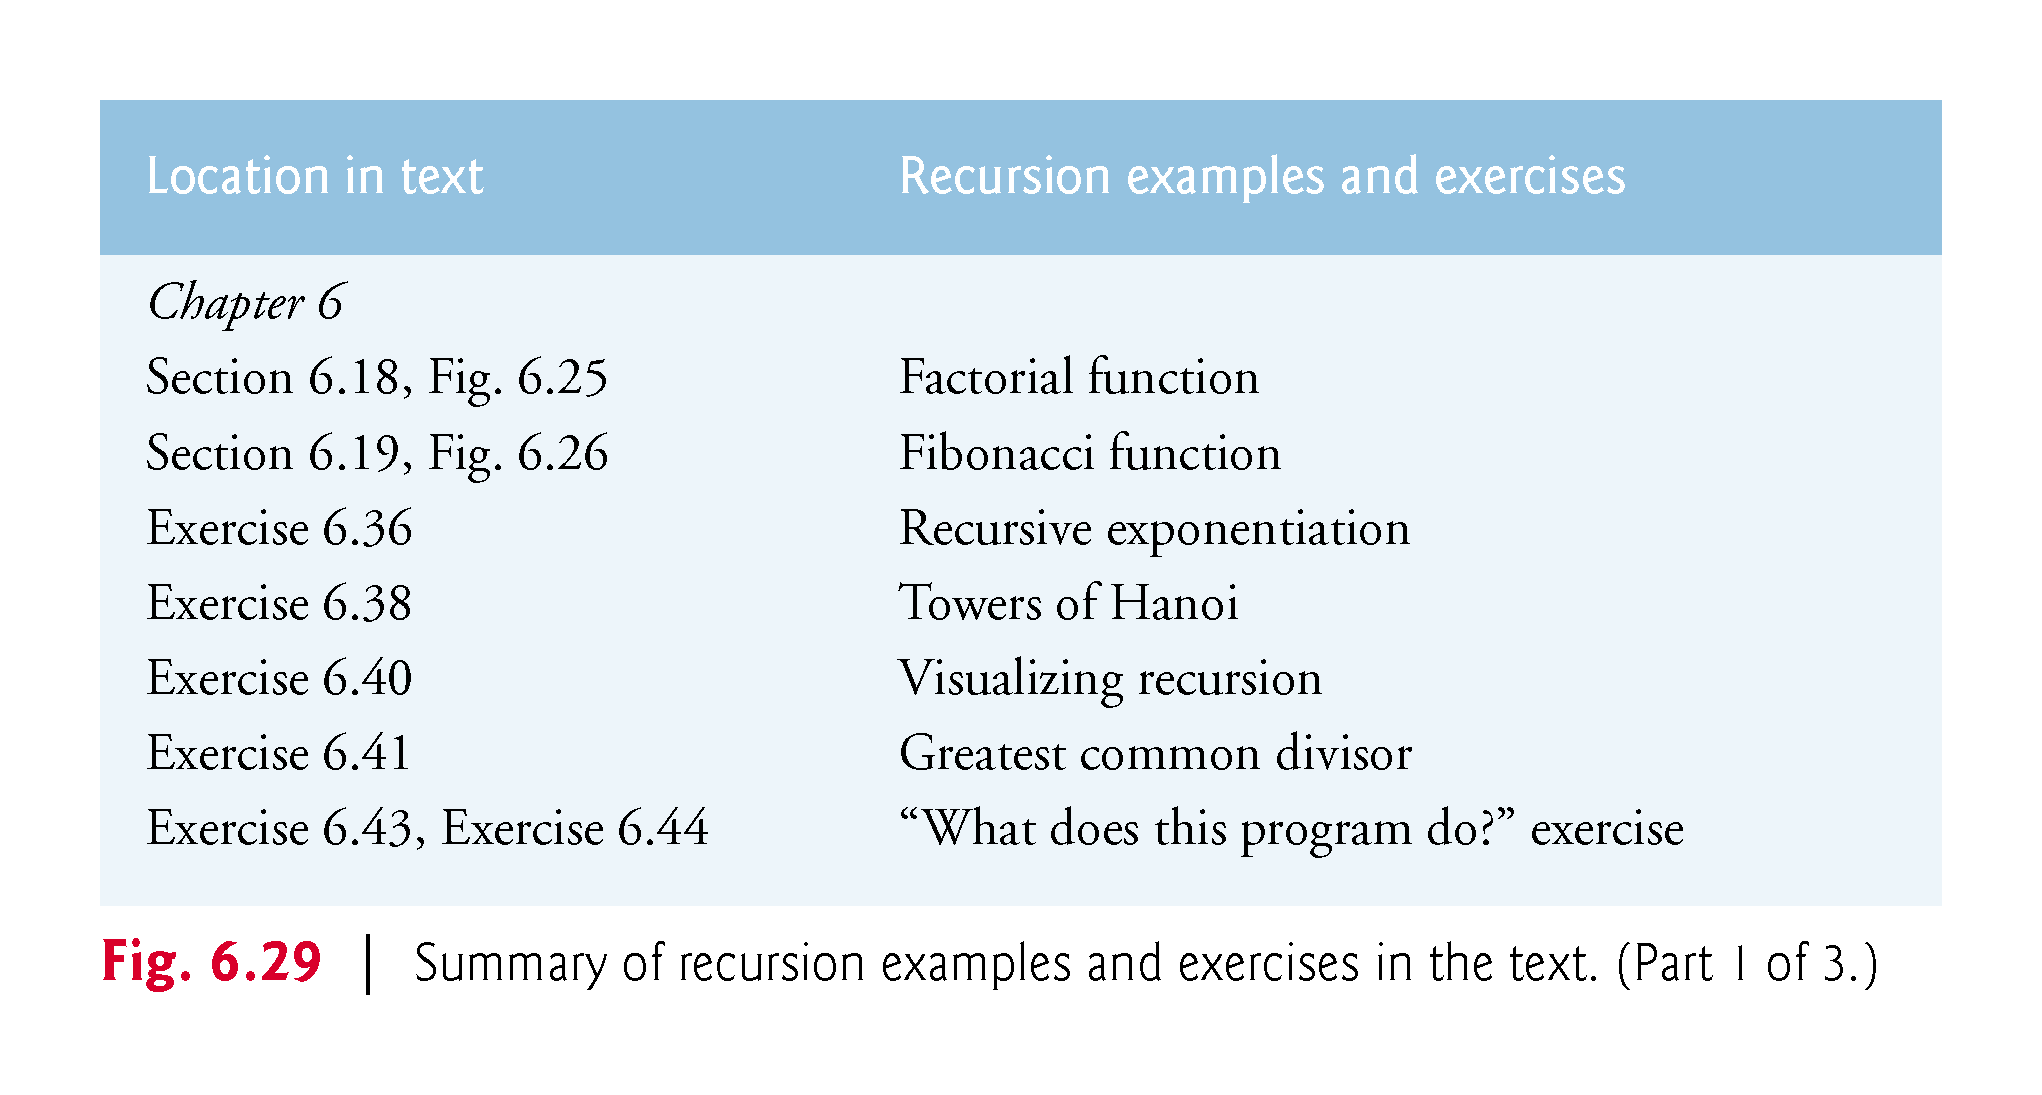 Location in text Recursion examples and exercises
Chapter 6
Section 6.18, Fig. 6.25 Factorial function
Section 6.19, Fig. 6.26 Fibonacci function
Exercise 6.36 Recursive exponentiation
Exercise 6.38 Towers of Hanoi
Exercise 6.40 Visualizing recursion
Exercise 6.41 Greatest common divisor
Exercise 6.43, Exercise 6.44 “What does this program do?” exercise
Fig. 6.29 | Summary of recursion examples and exercises in the text. (Part 1 of 3.)